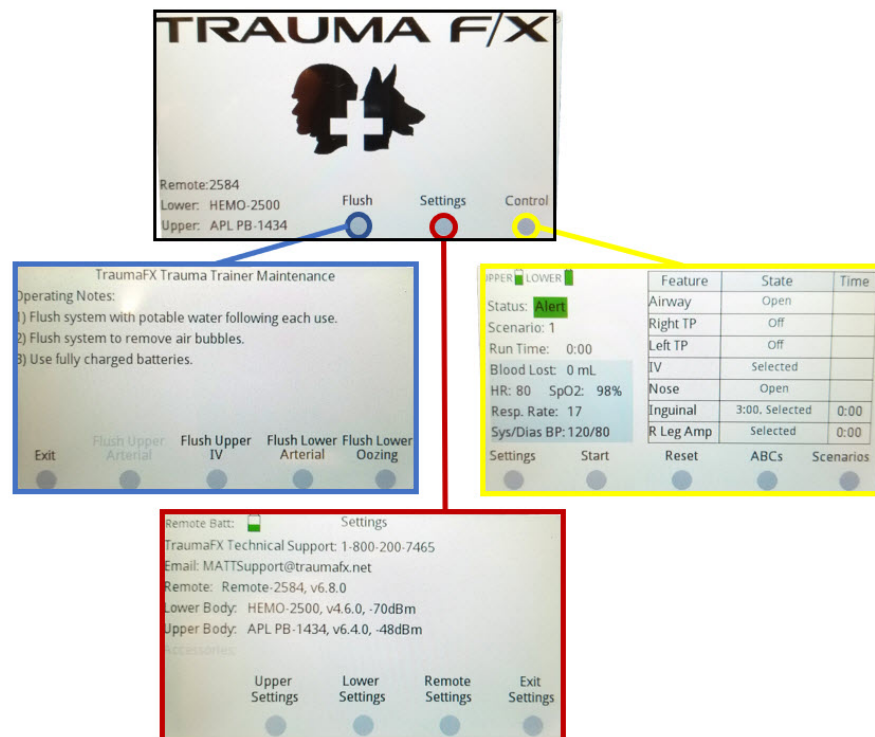 TRAUMA F/X
Remote:2584
Lower: HEMO-2500
Upper: APL PB-1434
Flush
Settings
Control
TraumaFX Trauma Trainer Maintenance
Operating Notes:
1) Flush system with potable water following each use.
2) Flush system to remove air bubbles.
3) Use fully charged batteries.
Exit
Flush Upper
Arterial
Flush Upper
IV
Flush Lower
Arterial
Flush Lower
Oozing
UPPER LOWER
Status: Alert
Scenario: 1
Run Time: 0:00
Blood Lost: 0 mL
HR: 80 SpO2: 98%
Resp. Rate: 17
Sys/Dias BP: 120/80
Feature State Time
Airway Open
Right TP Off
Left TP Off
IV Selected
Nose Open
Inguinal 3:00, Selected 0:00
R Leg Amp Selected 0:00
Settings Start Reset ABCs Scenarios
Remote Batt: Settings
TraumaFX Technical Support: 1-800-200-7465
Email: MATTSupport@traumafx.net
Remote: Remote-2584, v6.8.0
Lower Body: HEMO-2500, v4.6.0, -70dBm
Upper Body: APL PB-1434, v6.4.0, -48dBm
Accessories:
Upper
Settings
Lower
Settings
Remote
Settings
Exit
Settings